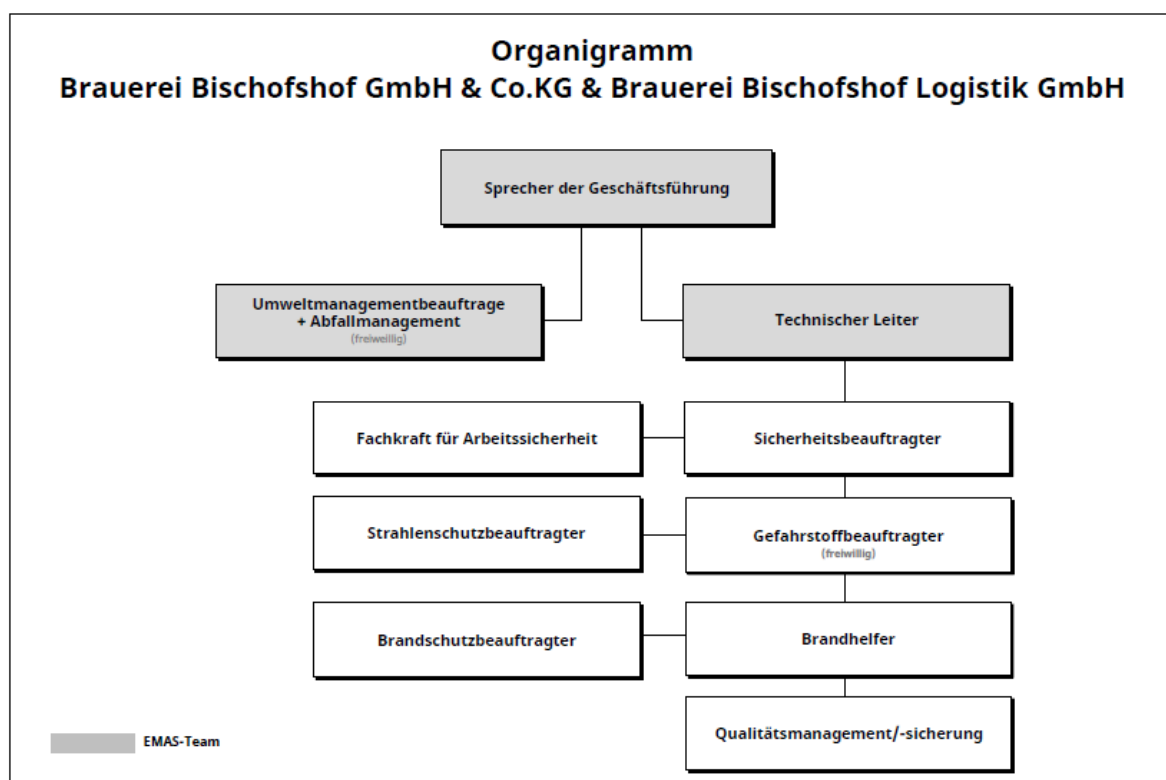 Organigramm
Brauerei Bischofshof GmbH & Co.KG & Brauerei Bischofshof Logistik GmbH
Sprecher der Geschäftsführung
Umweltmanagementbeauftrage
+ Abfallmanagement
(freiweillig)
Technischer Leiter
Fachkraft für Arbeitssicherheit
Sicherheitsbeauftragter
Strahlenschutzbeauftragter
Gefahrstoffbeauftragter
(freiwillig)
Brandschutzbeauftragter
Brandhelfer
Qualitätsmanagement/-sicherung
EMAS-Team